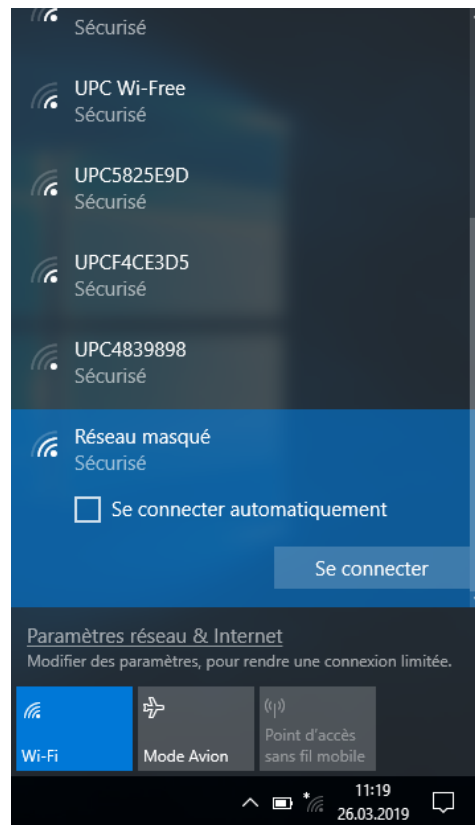 Sécurisé
UPC Wi-Free
Sécurisé
UPC5825E9D
Sécurisé
UPCF4CE3D5
Sécurisé
UPC4839898
Sécurisé
Réseau masqué
Sécurisé
Se connecter automatiquement
Se connecter
Paramètres réseau & Internet
Modifier des paramètres, pour rendre une connexion limitée.
Wi-Fi
Mode Avion
Point d'accès
sans fil mobile
11:19
26.03.2019